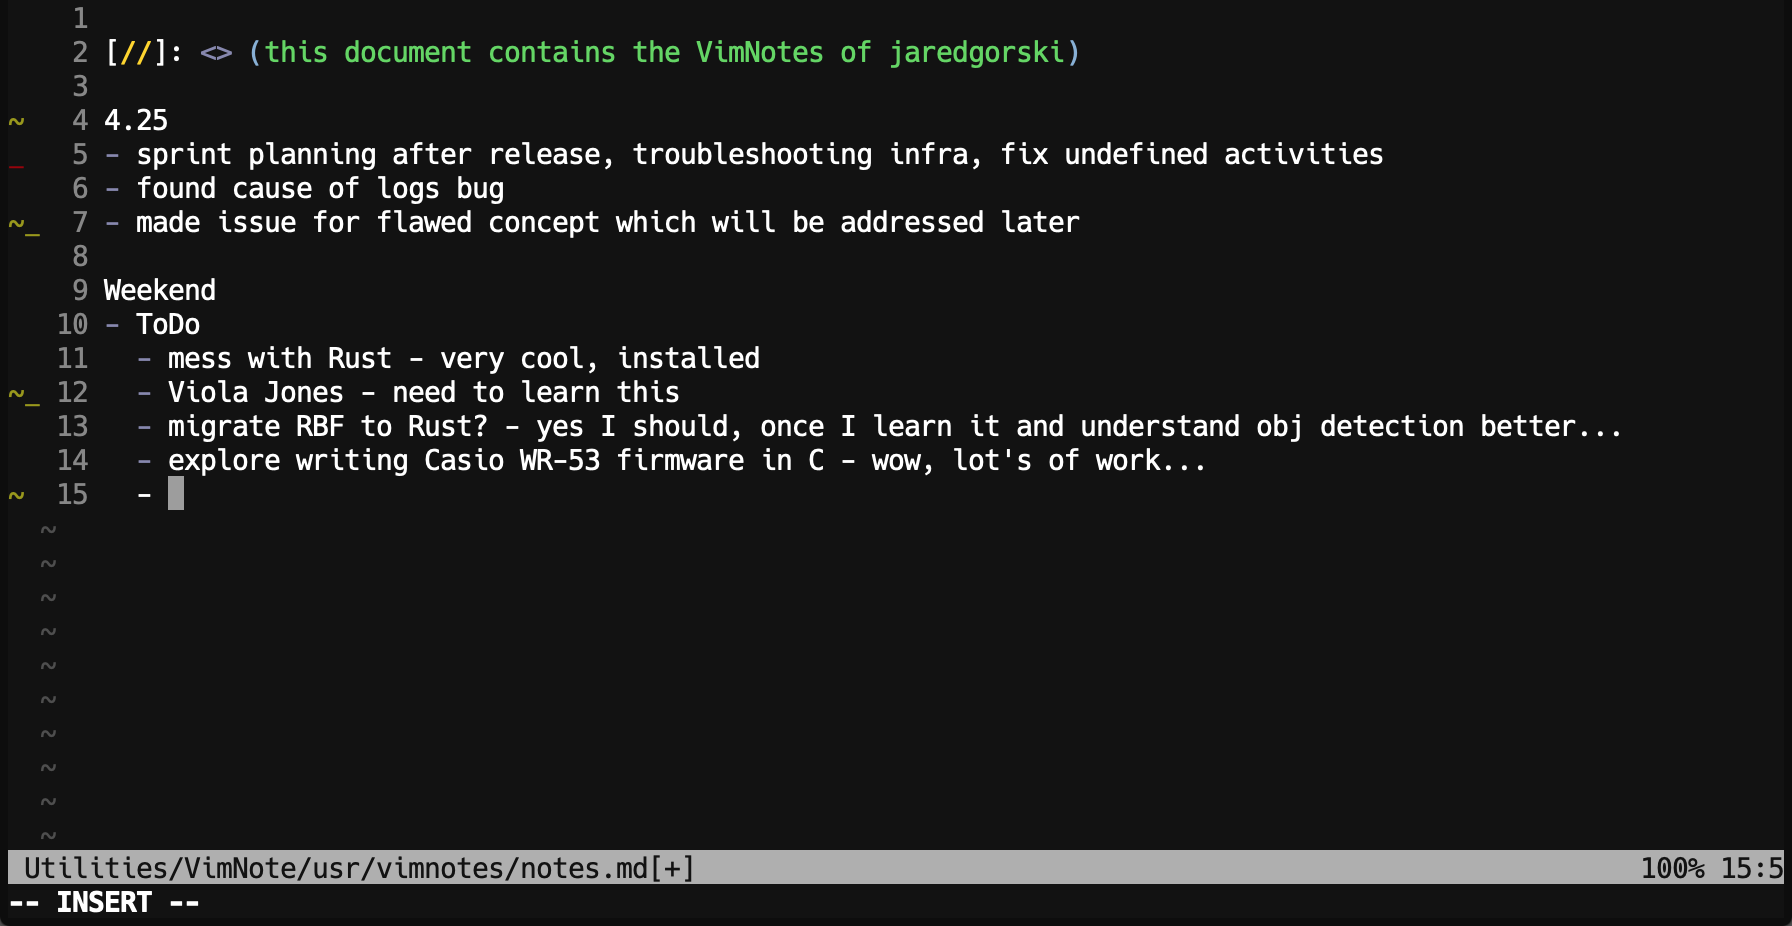 1
2 [//]: <> (this document contains the VimNotes of jaredgorski)
3
~ 4 4.25
_ 5 - sprint planning after release, troubleshooting infra, fix undefined activities
6 - found cause of logs bug
~_ 7 - made issue for flawed concept which will be addressed later
8
9 Weekend
10 - ToDo
11 - mess with Rust - very cool, installed
~_ 12 - Viola Jones - need to learn this
13 - migrate RBF to Rust? - yes I should, once I learn it and understand obj detection better...
14 - explore writing Casio WR-53 firmware in C - wow, lot's of work...
~ 15 -
~
~
~
~
~
~
~
~
~
~
Utilities/VimNote/usr/vimnotes/notes.md[+] 100% 15:5
-- INSERT --